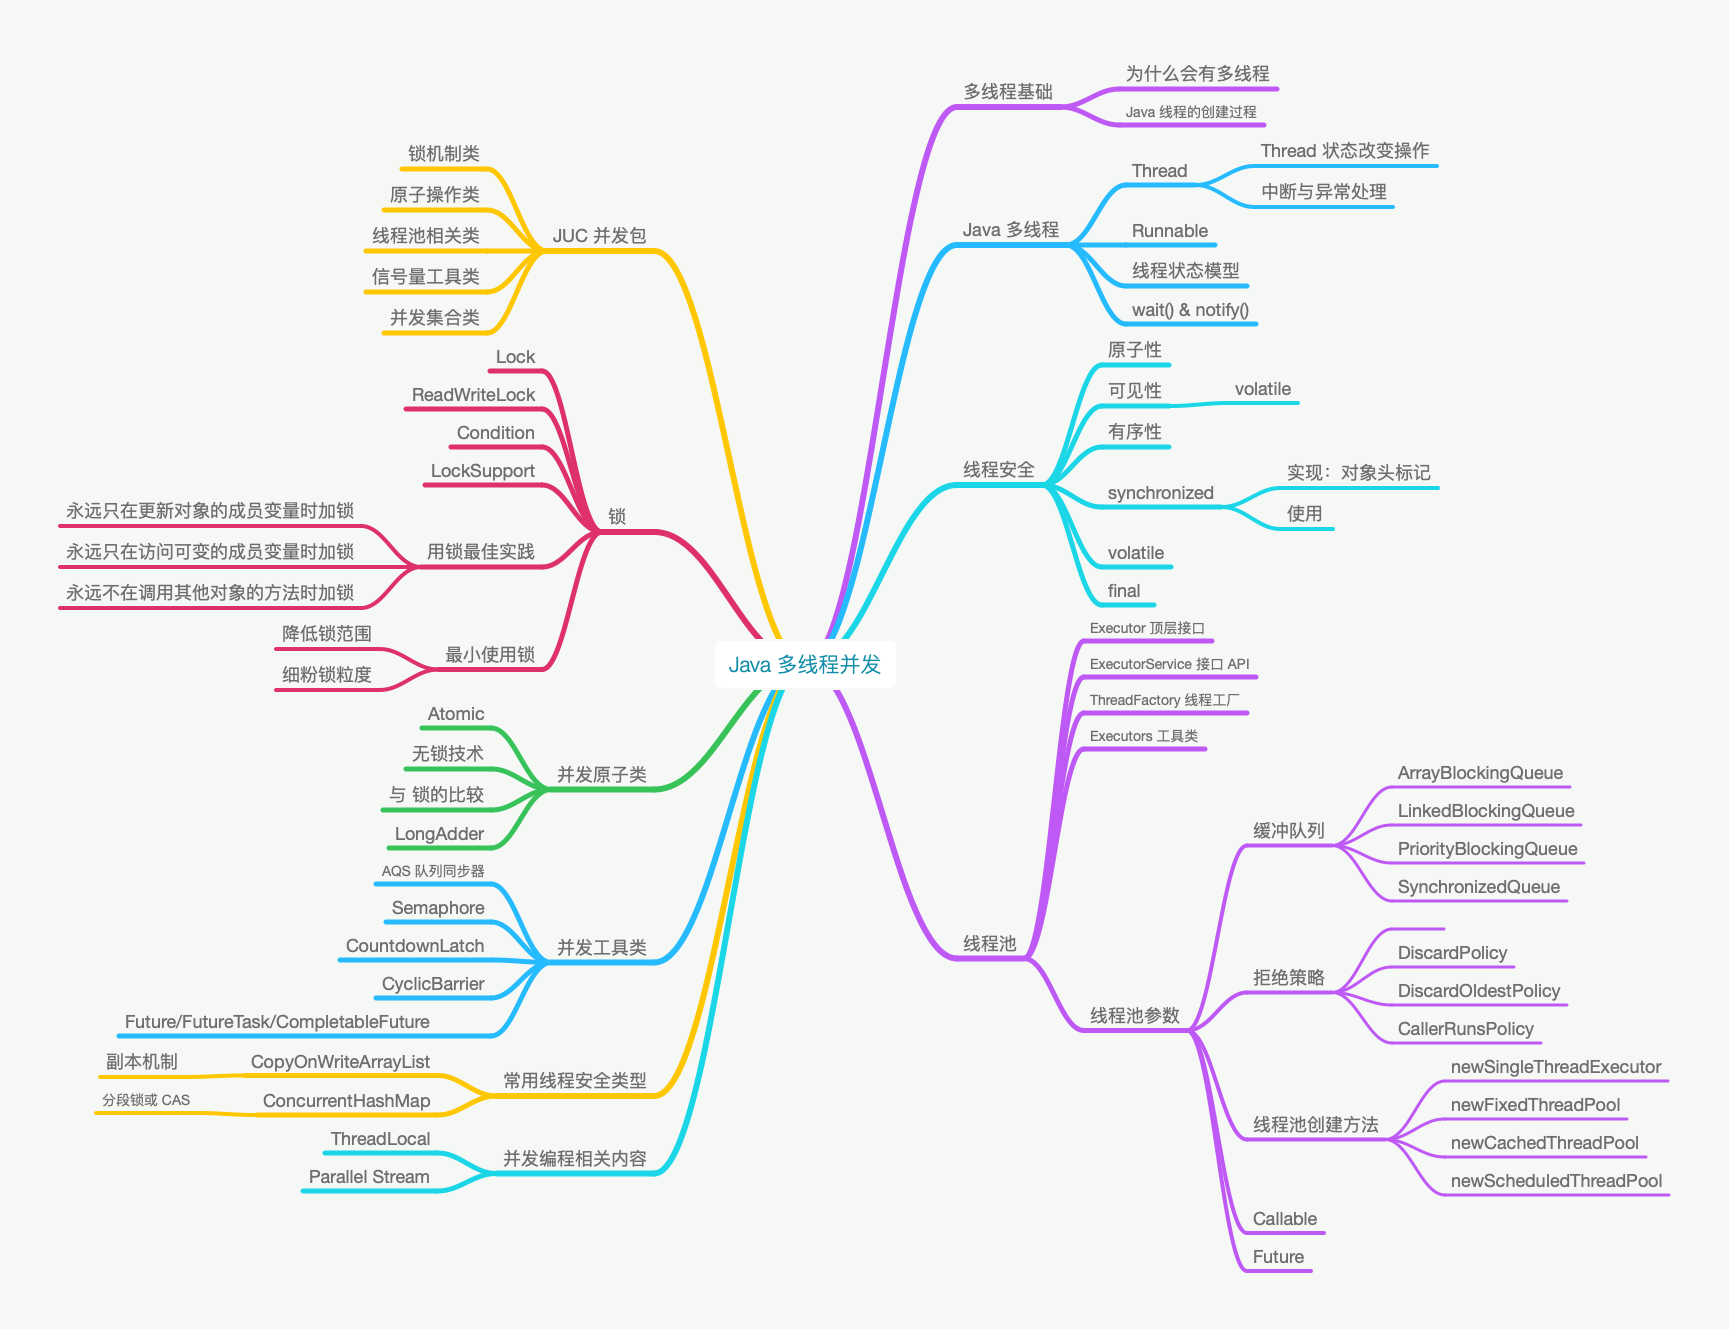 Java 多线程并发
多线程基础
为什么会有多线程
Java 线程的创建过程
Java 多线程
Thread
Thread 状态改变操作
中断与异常处理
Runnable
线程状态模型
wait() & notify()
线程安全
原子性
可见性
volatile
有序性
synchronized
实现：对象头标记
使用
volatile
final
线程池
Executor 顶层接口
ExecutorService 接口 API
ThreadFactory 线程工厂
Executors 工具类
线程池参数
缓冲队列
ArrayBlockingQueue
LinkedBlockingQueue
PriorityBlockingQueue
SynchronizedQueue
拒绝策略
DiscardPolicy
DiscardOldestPolicy
CallerRunsPolicy
线程池创建方法
newSingleThreadExecutor
newFixedThreadPool
newCachedThreadPool
newScheduledThreadPool
Callable
Future
JUC 并发包
锁机制类
原子操作类
线程池相关类
信号量工具类
并发集合类
锁
Lock
ReadWriteLock
Condition
LockSupport
用锁最佳实践
永远只在更新对象的成员变量时加锁
永远只在访问可变的成员变量时加锁
永远不在调用其他对象的方法时加锁
最小使用锁
降低锁范围
细粉锁粒度
并发原子类
Atomic
无锁技术
与 锁的比较
LongAdder
并发工具类
AQS 队列同步器
Semaphore
CountdownLatch
CyclicBarrier
Future/FutureTask/CompletableFuture
常用线程安全类型
CopyOnWriteArrayList
副本机制
ConcurrentHashMap
分段锁或 CAS
并发编程相关内容
ThreadLocal
Parallel Stream